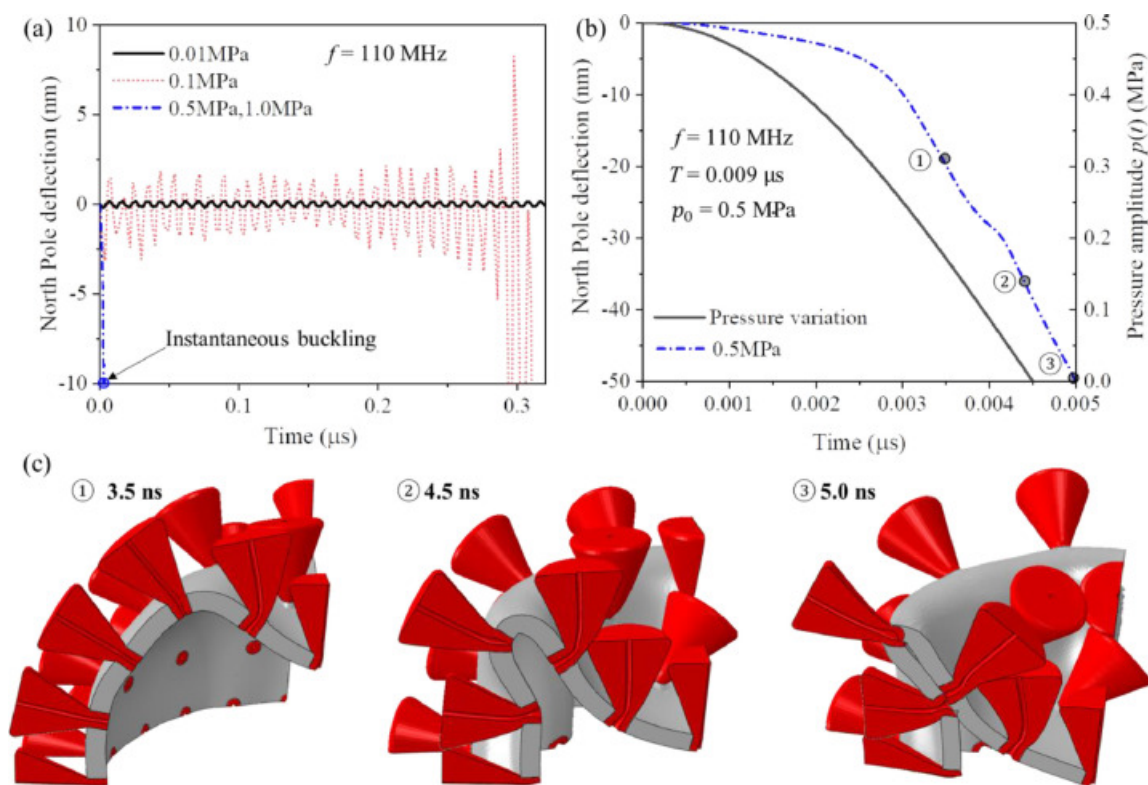 (a)
10
5
0
-5
-10
North Pole deflection (nm)
0.01MPa
0.1MPa
0.5MPa,1.0MPa
f = 110 MHz
Instantaneous buckling
0.0 0.1 0.2 0.3
Time (μs)
(b)
0
-10
-20
-30
-40
-50
North Pole deflection (nm)
f = 110 MHz
T = 0.009 μs
p₀ = 0.5 MPa
①
②
③
Pressure variation
0.5MPa
0.5
0.4
0.3
0.2
0.1
0.0
Pressure amplitude p(t) (MPa)
0.000 0.001 0.002 0.003 0.004 0.005
Time (μs)
(c)
① 3.5 ns
② 4.5 ns
③ 5.0 ns